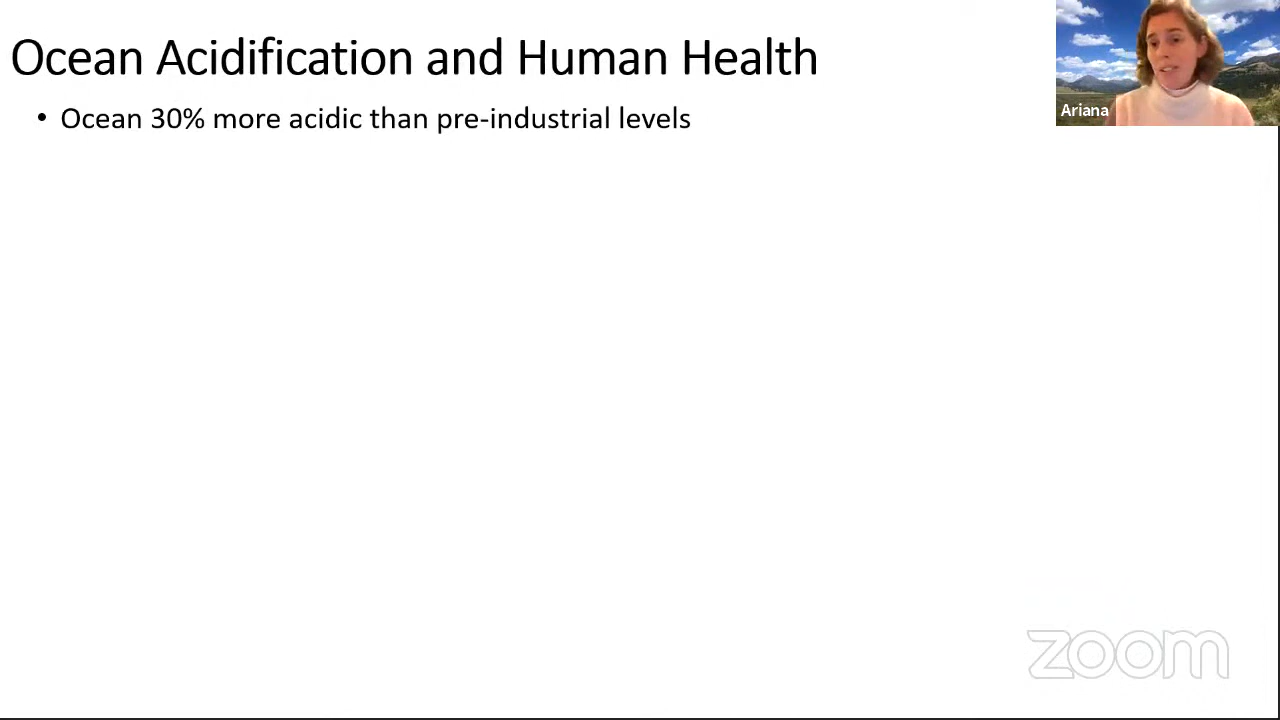 Ocean Acidification and Human Health
• Ocean 30% more acidic than pre-industrial levels
Ariana
zoom